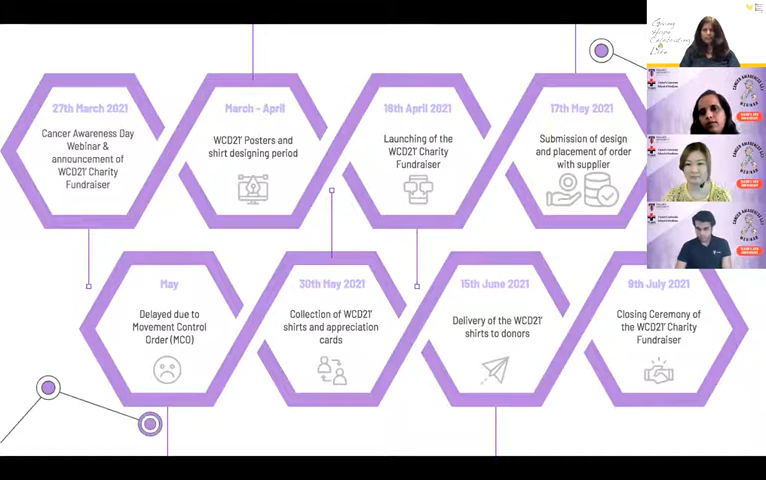 27th March 2021
Cancer Awareness Day
Webinar &
announcement of
WCD21' Charity
Fundraiser
March - April
WCD21' Posters and
shirt designing period
16th April 2021
Launching of the
WCD21' Charity
Fundraiser
17th May 2021
Submission of design
and placement of order
with supplier
May
Delayed due to
Movement Control
Order (MCO)
30th May 2021
Collection of WCD21'
shirts and appreciation
cards
15th June 2021
Delivery of the WCD21'
shirts to donors
9th July 2021
Closing Ceremony of
the WCD21' Charity
Fundraiser
Giving
Hope
Celebrating
Life